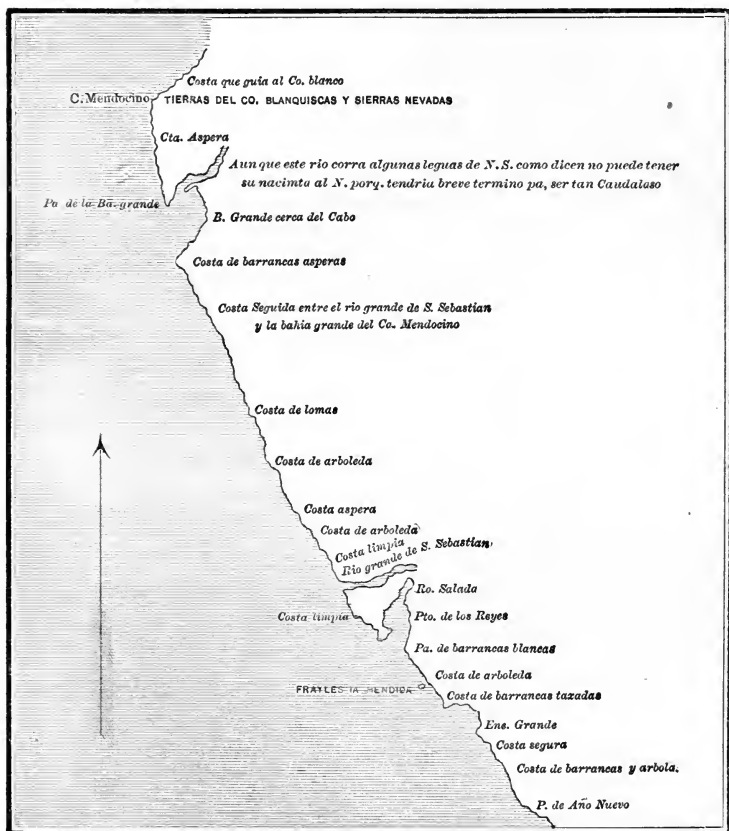 Costa que guia al Co. blanco
C. Mendocino
TIERRAS DEL CO. BLANQUISCAS Y SIERRAS NEVADAS
Cta. Aspera
Aun que este rio corra algunas leguas de N.S. como dicen no puede tener
su nacimto al N. porq. tendria breve termino pa, ser tan Caudaloso
Pa de la Ba. grande
B. Grande cerca del Cabo
Costa de barrancas asperas
Costa Seguida entre el rio grande de S. Sebastian
y la bahia grande del Co. Mendocino
Costa de lomas
Costa de arboleda
Costa aspera
Costa de arboleda
Costa limpia
Rio grande de S. Sebastian
Ro. Salada
Costa limpia
Pto. de los Reyes
Pa. de barrancas blancas
Costa de arboleda
FRAYLES
Costa de barrancas taxadas
Ens. Grande
Costa segura
Costa de barrancas y arbola.
P. de Año Nuevo